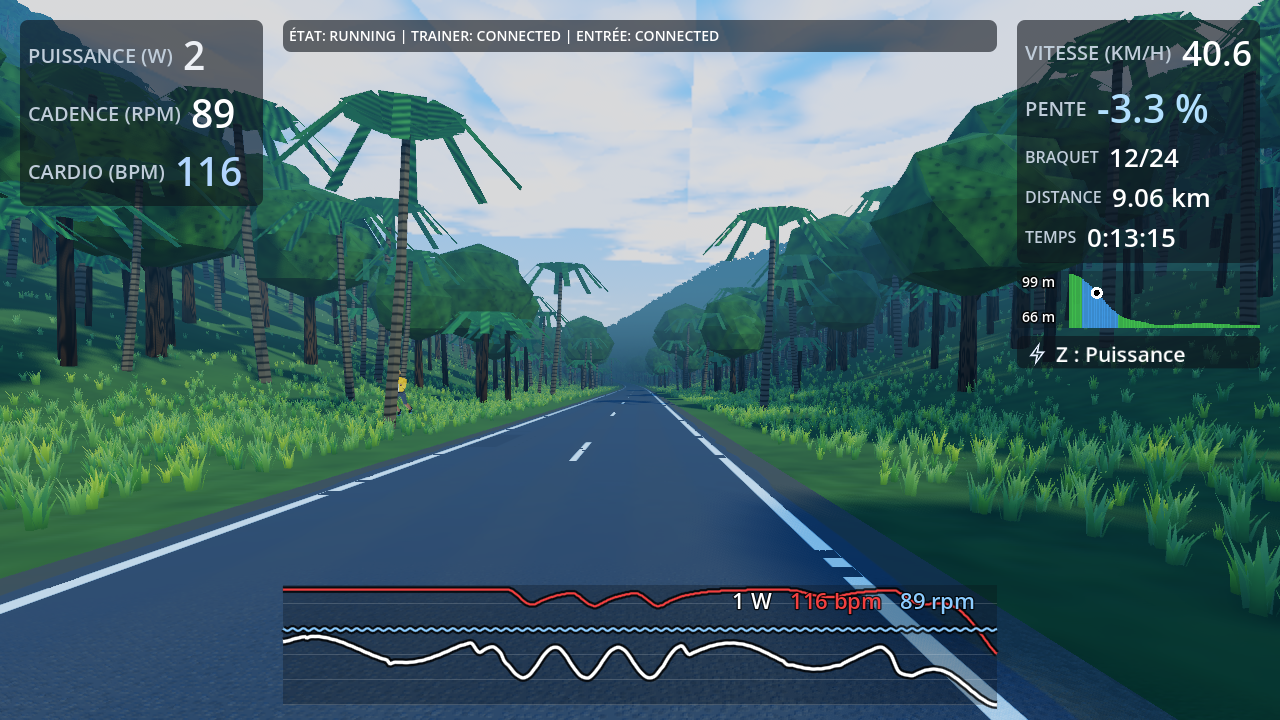 PUISSANCE (W) 2
CADENCE (RPM) 89
CARDIO (BPM) 116
ÉTAT: RUNNING | TRAINER: CONNECTED | ENTRÉE: CONNECTED
VITESSE (KM/H) 40.6
PENTE -3.3 %
BRAQUET 12/24
DISTANCE 9.06 km
TEMPS 0:13:15
99 m
66 m
Z : Puissance
1 W 116 bpm 89 rpm